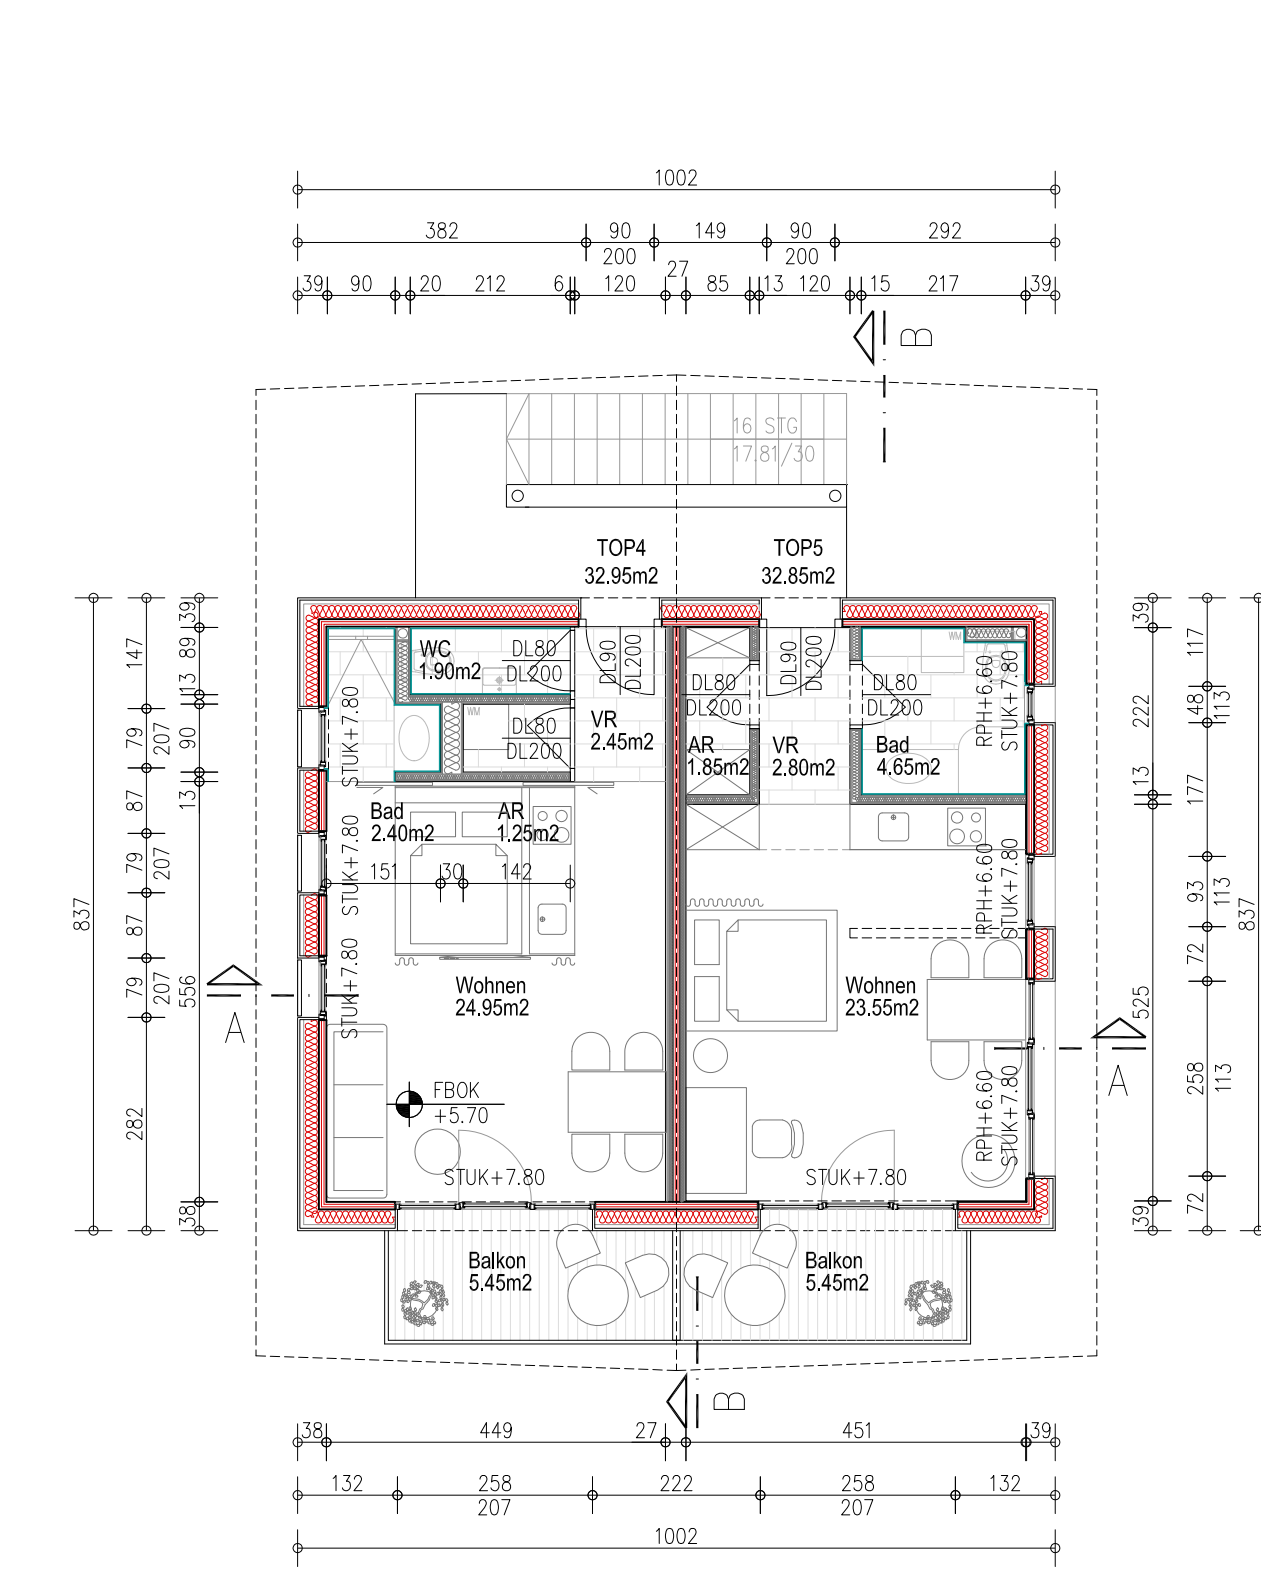 1002
382 90 149 90 292
200 200
39 90 20 212 6 120 27 85 13 120 15 217 39
B
16 STG
17.81/30
TOP4
32.95m2
TOP5
32.85m2
WC
1.90m2
DL80
DL200
DL90
DL200
WM
DL80
DL200
VR
2.45m2
DL80
DL200
DL90
DL200
DL80
DL200
WM
AR
1.85m2
VR
2.80m2
Bad
4.65m2
RPH+6.60
STUK+7.80
STUK+7.80
Bad
2.40m2
AR
1.25m2
151 30 142
STUK+7.80
RPH+6.60
STUK+7.80
STUK+7.80
Wohnen
24.95m2
Wohnen
23.55m2
A
A
FBOK
+5.70
RPH+6.60
STUK+7.80
STUK+7.80
STUK+7.80
Balkon
5.45m2
Balkon
5.45m2
B
837
147 79 87 79 87 79 282
207 207 207
39 89 13 90 13 556 38
39 222 13 525 39
117 48 177 93 72 258 72
113 113 113
837
38 449 27 451 39
132 258 222 258 132
207 207
1002